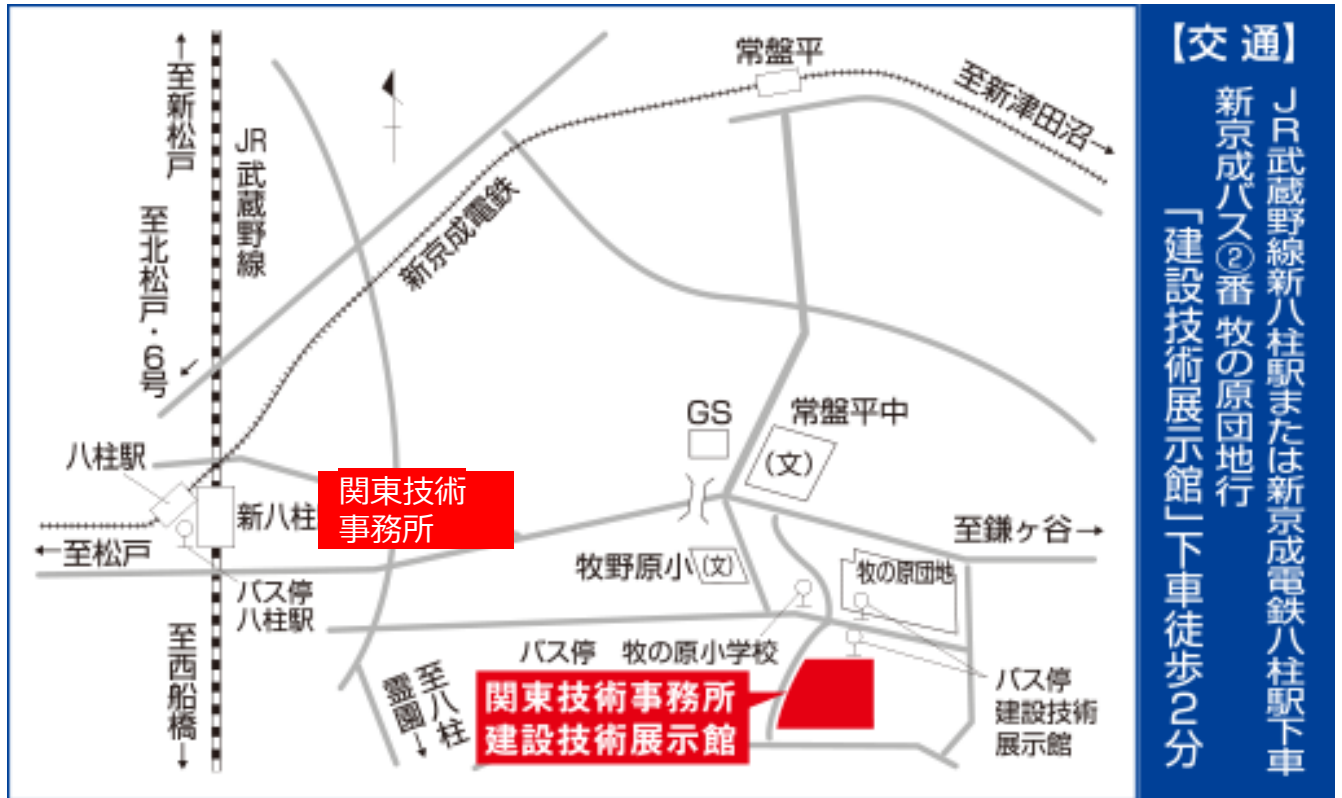 【交 通】
JR武蔵野線新八柱駅または新京成電鉄八柱駅下車
新京成バス②番 牧の原団地行
「建設技術展示館」下車徒歩2分
常盤平
至新津田沼→
←至新松戸
JR武蔵野線
至北松戸・6号
新京成電鉄
GS
常盤平中
(文)
八柱駅
関東技術
事務所
新八柱
←至松戸
至鎌ヶ谷→
牧野原小
(文)
牧の原団地
バス停
八柱駅
バス停 牧の原小学校
至西船橋→
至八柱
霊園→
関東技術事務所
建設技術展示館
バス停
建設技術
展示館